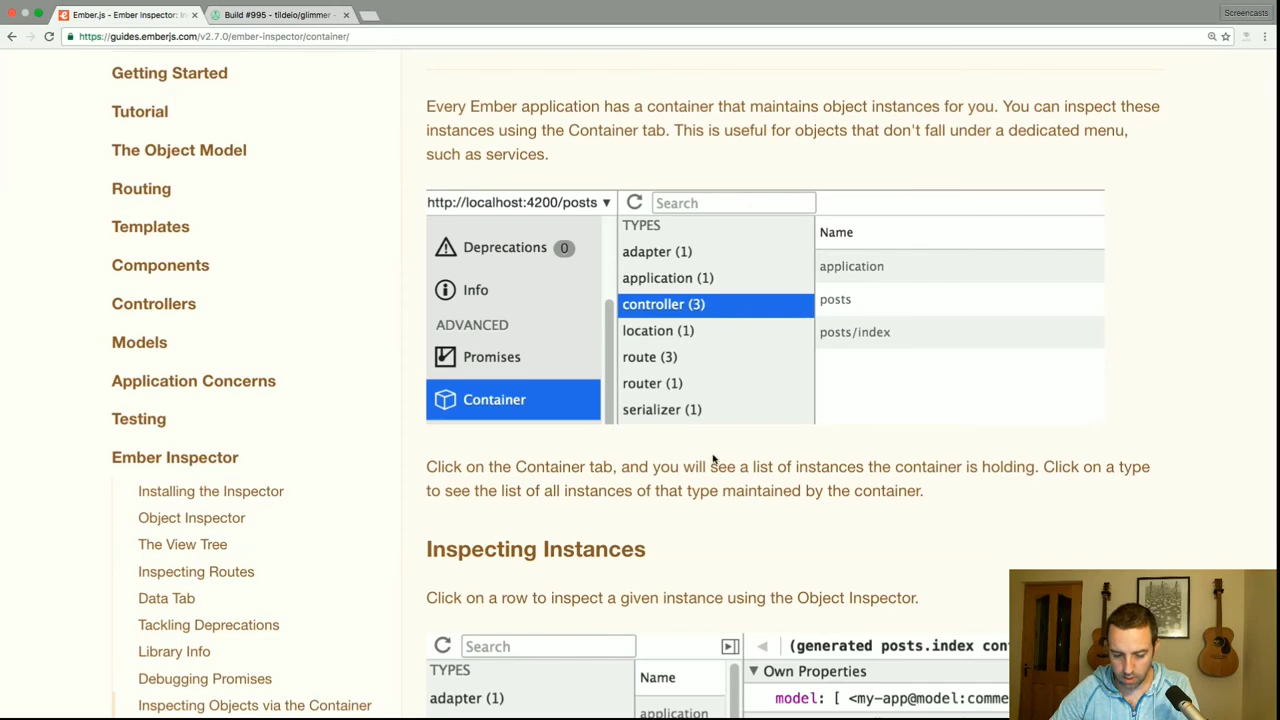 Ember.js - Ember Inspector: In
Build #995 - tildeio/glimmer -
Screencasts
https://guides.emberjs.com/v2.7.0/ember-inspector/container/
Getting Started
Tutorial
The Object Model
Routing
Templates
Components
Controllers
Models
Application Concerns
Testing
Ember Inspector
Installing the Inspector
Object Inspector
The View Tree
Inspecting Routes
Data Tab
Tackling Deprecations
Library Info
Debugging Promises
Inspecting Objects via the Container
Every Ember application has a container that maintains object instances for you. You can inspect these
instances using the Container tab. This is useful for objects that don't fall under a dedicated menu,
such as services.
http://localhost:4200/posts ▼
Search
Deprecations 0
Info
ADVANCED
Promises
Container
TYPES
adapter (1)
application (1)
controller (3)
location (1)
route (3)
router (1)
serializer (1)
Name
application
posts
posts/index
Click on the Container tab, and you will see a list of instances the container is holding. Click on a type
to see the list of all instances of that type maintained by the container.
Inspecting Instances
Click on a row to inspect a given instance using the Object Inspector.
Search
TYPES
adapter (1)
Name
application
(generated posts.index con
Own Properties
model: [ <my-app@model:comme